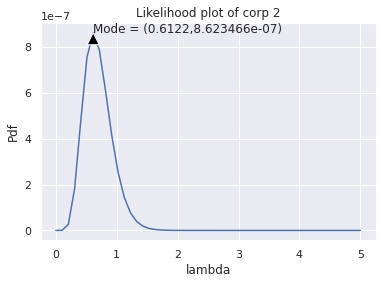 Likelihood plot of corp 2
1e−7
Mode = (0.6122,8.623466e-07)
8
6
4
2
0
Pdf
0 1 2 3 4 5
lambda